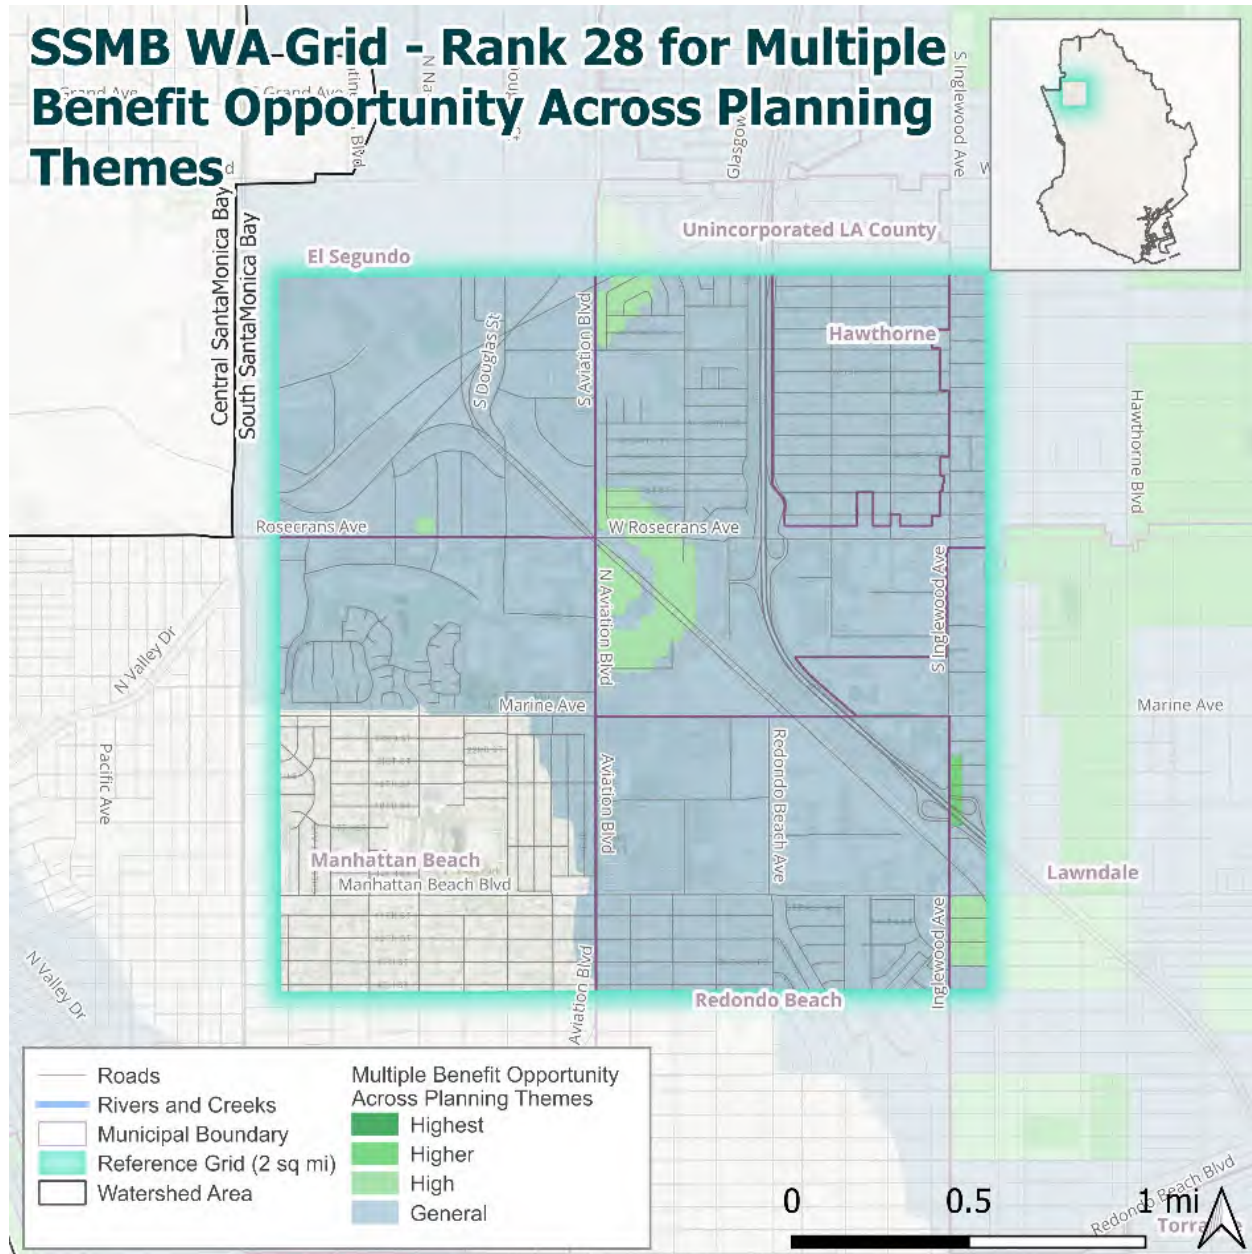 SSMB WA-Grid - Rank 28 for Multiple
Benefit Opportunity Across Planning
Themes
S Inglewood Ave
Glasgow
Central SantaMonica Bay
South SantaMonica Bay
Unincorporated LA County
El Segundo
Hawthorne
S Douglas St
S Aviation Blvd
Hawthorne Blvd
Rosecrans Ave
W Rosecrans Ave
N Aviation Blvd
S Inglewood Ave
N Valley Dr
Marine Ave
Marine Ave
Pacific Ave
Aviation Blvd
Redondo Beach Ave
Manhattan Beach
Manhattan Beach Blvd
Lawndale
Inglewood Ave
N Valley Dr
Aviation Blvd
Redondo Beach
Roads
Rivers and Creeks
Municipal Boundary
Reference Grid (2 sq mi)
Watershed Area
Multiple Benefit Opportunity
Across Planning Themes
Highest
Higher
High
General
0 0.5 1 mi
Redondo Beach Blvd